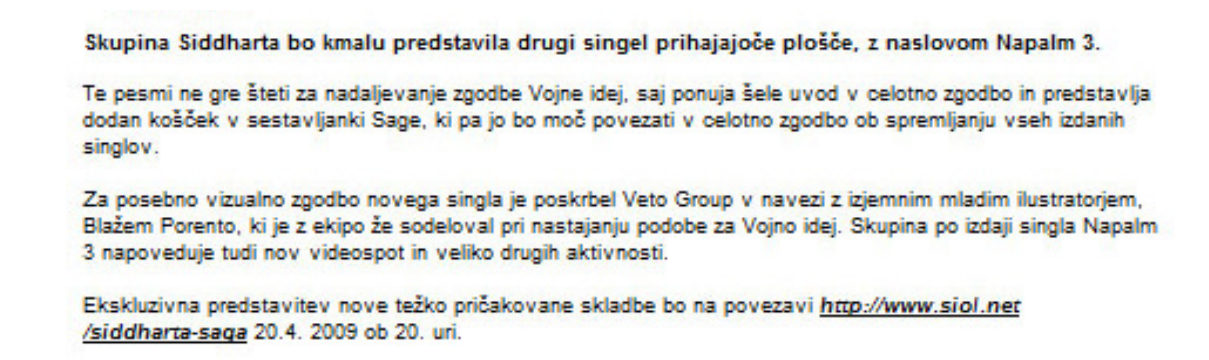 Skupina Siddharta bo kmalu predstavila drugi singel prihajajoče plošče, z naslovom Napalm 3.
Te pesmi ne gre šteti za nadaljevanje zgodbe Vojne idej, saj ponuja šele uvod v celotno zgodbo in predstavlja
dodan košček v sestavljanki Sage, ki pa jo bo moč povezati v celotno zgodbo ob spremljanju vseh izdanih
singlov.
Za posebno vizualno zgodbo novega singla je poskrbel Veto Group v navezi z izjemnim mladim ilustratorjem,
Blažem Porento, ki je z ekipo že sodeloval pri nastajanju podobe za Vojno idej. Skupina po izdaji singla Napalm
3 napoveduje tudi nov videospot in veliko drugih aktivnosti.
Ekskluzivna predstavitev nove težko pričakovane skladbe bo na povezavi http://www.siol.net
/siddharta-saga 20.4. 2009 ob 20. uri.